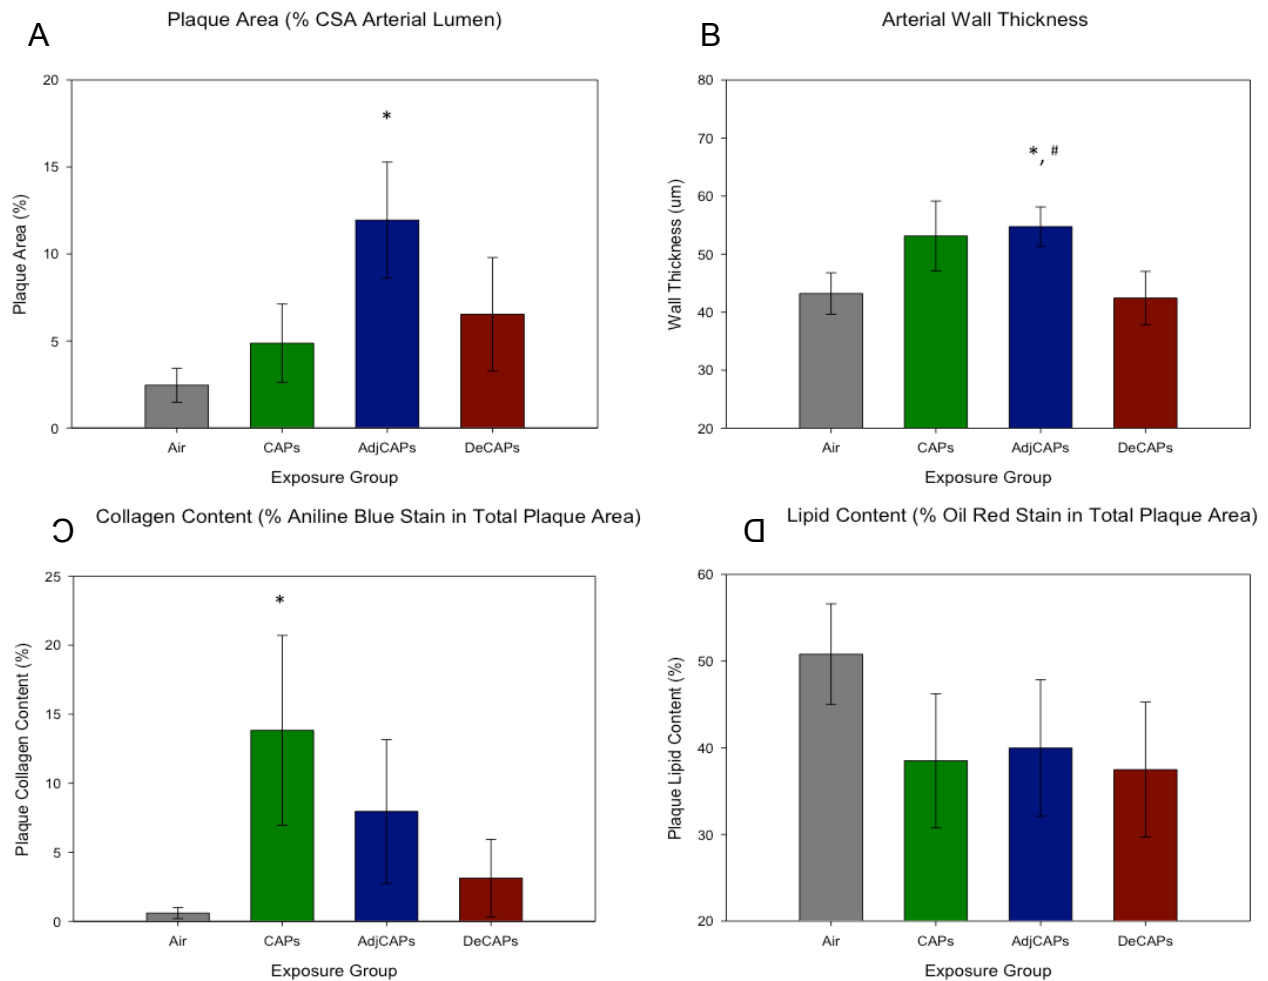 A
Plaque Area (% CSA Arterial Lumen)
Plaque Area (%)
20
15
10
5
0
*
Air
CAPs
AdjCAPs
DeCAPs
Exposure Group
B
Arterial Wall Thickness
Wall Thickness (um)
80
70
60
50
40
30
20
*, #
Air
CAPs
AdjCAPs
DeCAPs
Exposure Group
C
Collagen Content (% Aniline Blue Stain in Total Plaque Area)
Plaque Collagen Content (%)
25
20
15
10
5
0
*
Air
CAPs
AdjCAPs
DeCAPs
Exposure Group
D
Lipid Content (% Oil Red Stain in Total Plaque Area)
Plaque Lipid Content (%)
60
50
40
30
20
Air
CAPs
AdjCAPs
DeCAPs
Exposure Group